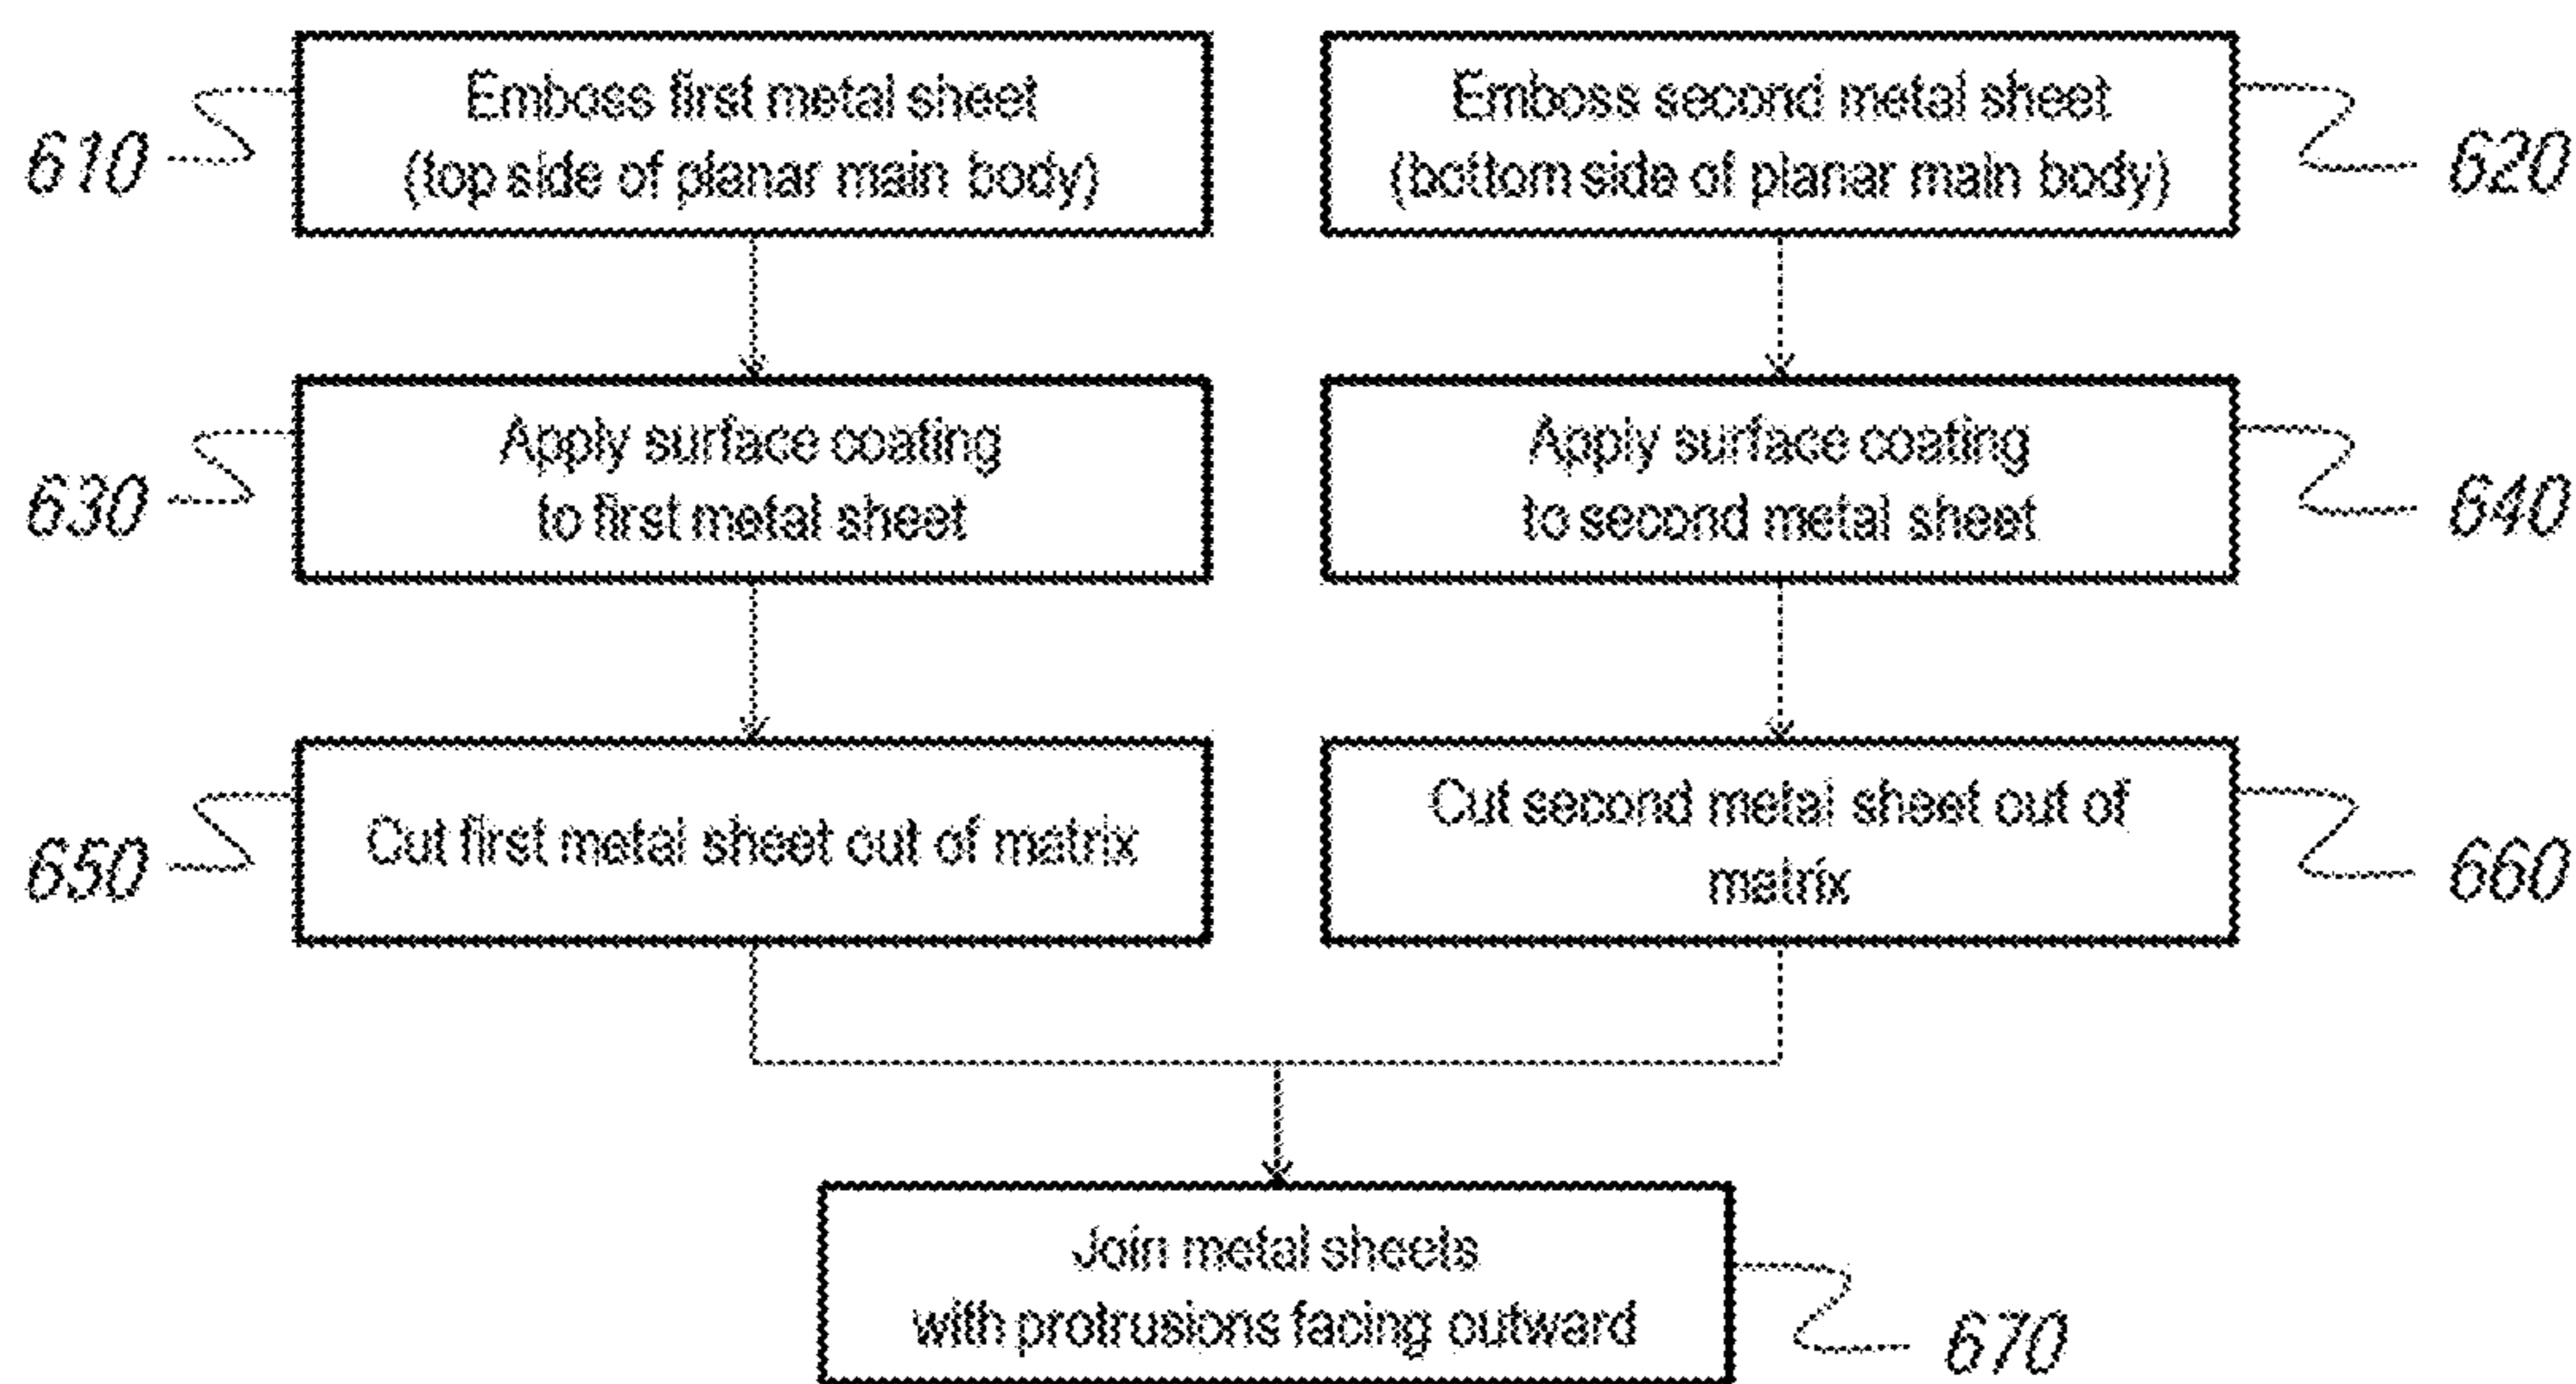 610
Emboss first metal sheet
(top side of planar main body)
Emboss second metal sheet
(bottom side of planar main body)
620
630
Apply surface coating
to first metal sheet
Apply surface coating
to second metal sheet
640
650
Cut first metal sheet out of matrix
Cut second metal sheet out of
matrix
660
Join metal sheets
with protrusions facing outward
670